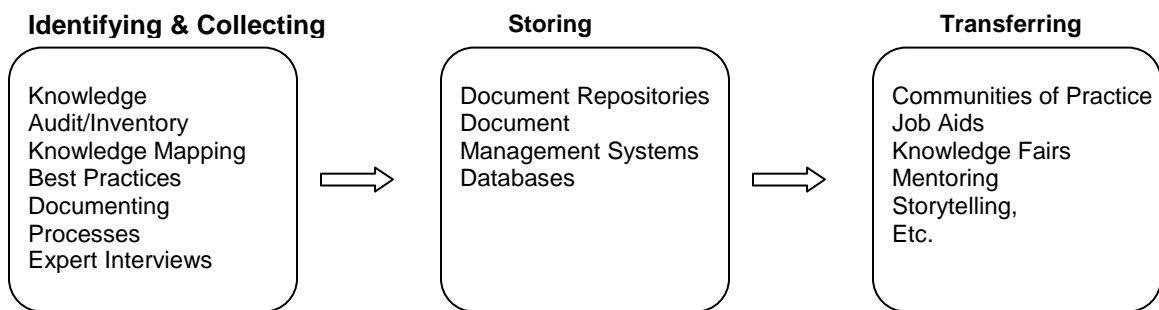 Identifying & Collecting
Knowledge
Audit/Inventory
Knowledge Mapping
Best Practices
Documenting
Processes
Expert Interviews
Storing
Document Repositories
Document
Management Systems
Databases
Transferring
Communities of Practice
Job Aids
Knowledge Fairs
Mentoring
Storytelling,
Etc.